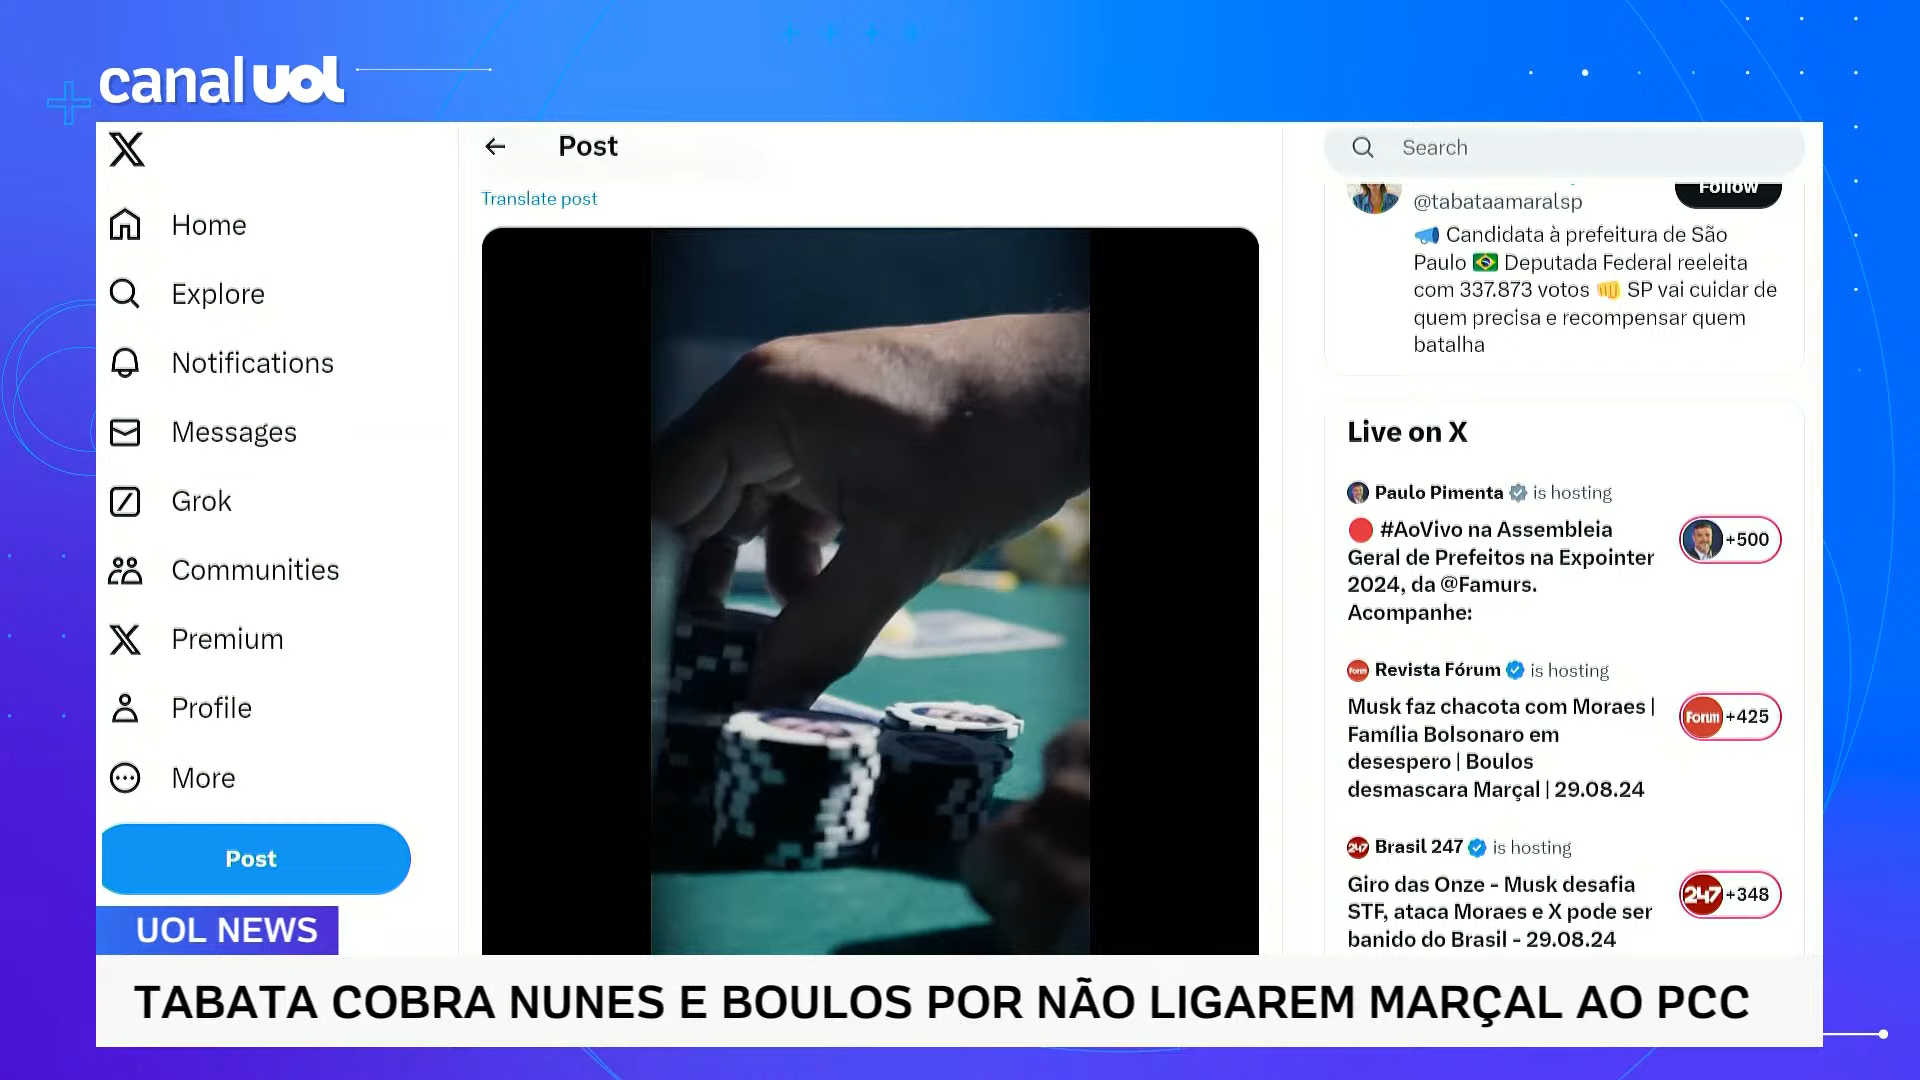 canal uol
Post
Search
Translate post
Follow
@tabataamaralsp
Candidata à prefeitura de São
Paulo Deputada Federal reeleita
com 337.873 votos SP vai cuidar de
quem precisa e recompensar quem
batalha
Home
Explore
Notifications
Messages
Grok
Communities
Premium
Profile
More
Post
Live on X
Paulo Pimenta is hosting
#AoVivo na Assembleia
Geral de Prefeitos na Expointer
2024, da @Famurs.
Acompanhe:
+500
Forum
Revista Fórum is hosting
Musk faz chacota com Moraes |
Família Bolsonaro em
desespero | Boulos
desmascara Marçal | 29.08.24
Forum
+425
247
Brasil 247 is hosting
Giro das Onze - Musk desafia
STF, ataca Moraes e X pode ser
banido do Brasil - 29.08.24
247
+348
UOL NEWS
TABATA COBRA NUNES E BOULOS POR NÃO LIGAREM MARÇAL AO PCC